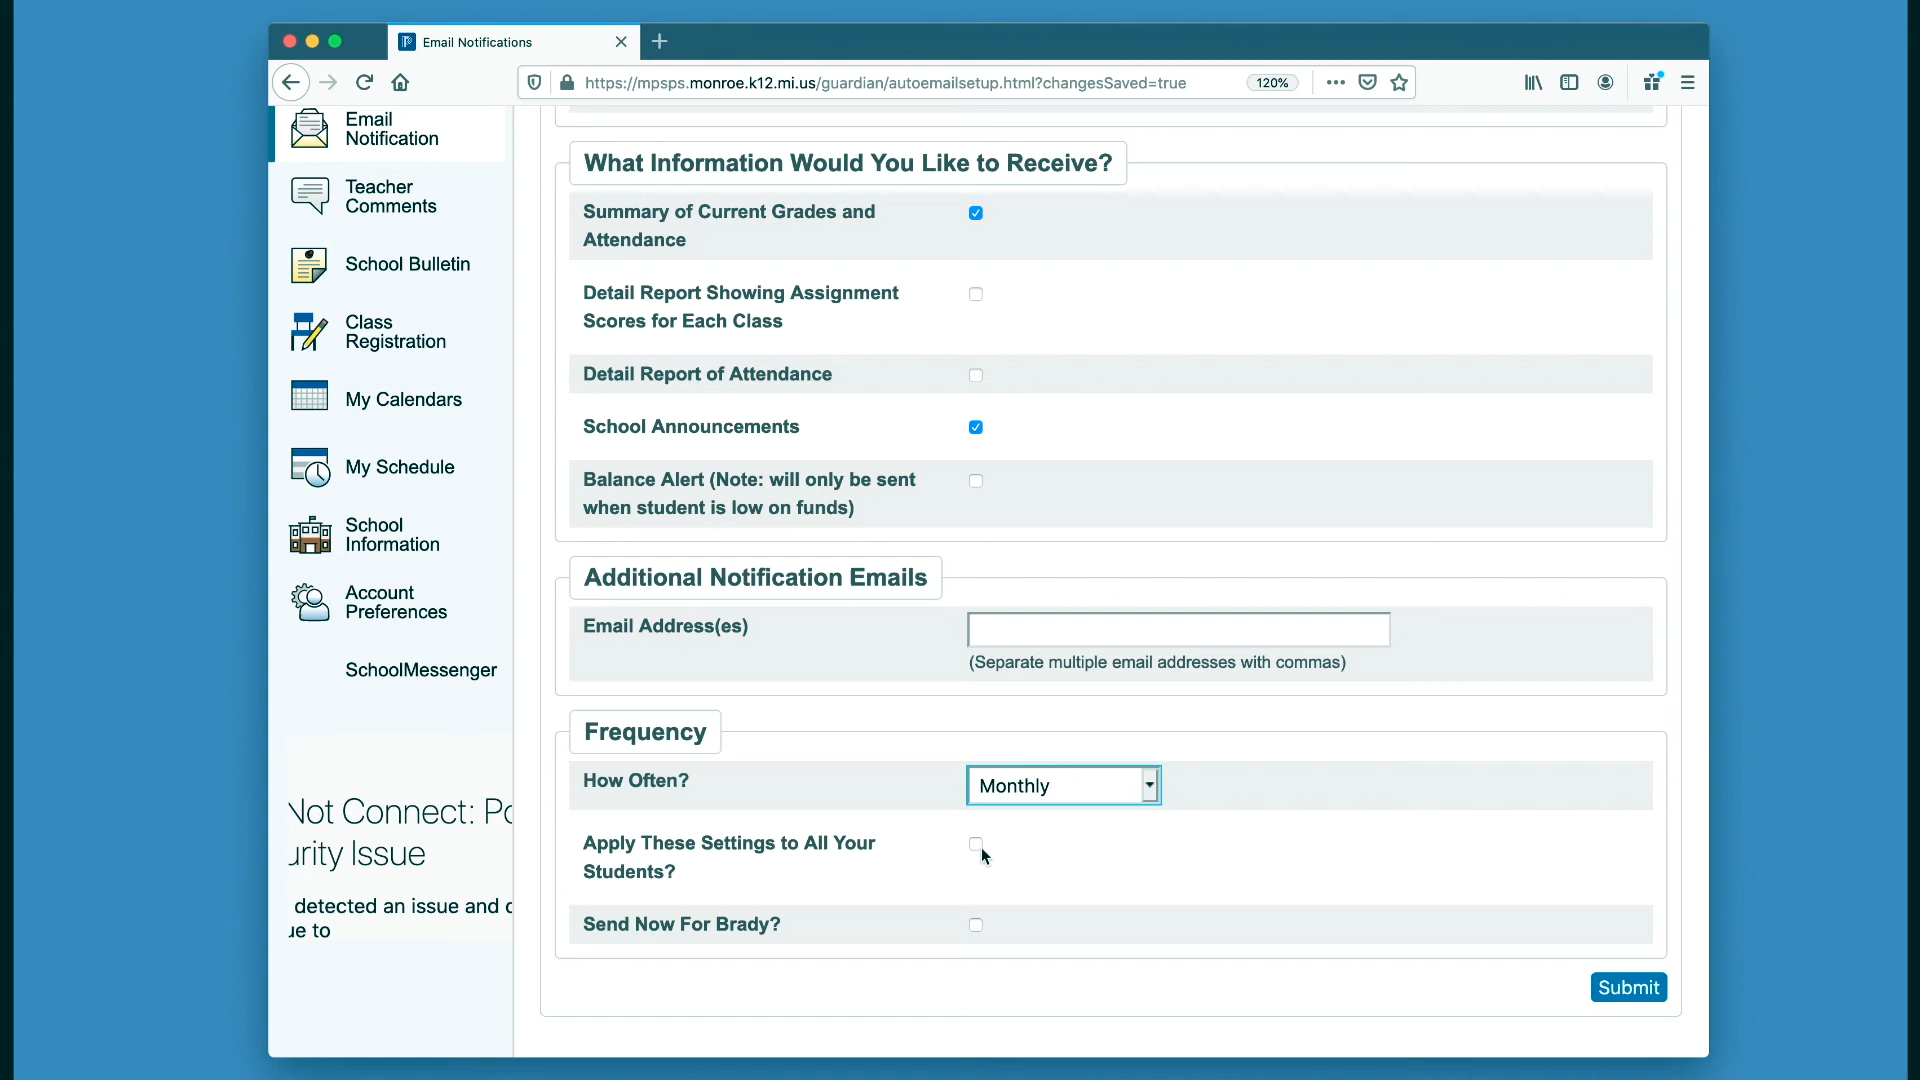 Email Notifications
https://mpsps.monroe.k12.mi.us/guardian/autoemailsetup.html?changesSaved=true
120%
Email
Notification
Teacher
Comments
School Bulletin
Class
Registration
My Calendars
My Schedule
School
Information
Account
Preferences
SchoolMessenger
Not Connect: Po
urity Issue
detected an issue and c
ue to
What Information Would You Like to Receive?
Summary of Current Grades and
Attendance
Detail Report Showing Assignment
Scores for Each Class
Detail Report of Attendance
School Announcements
Balance Alert (Note: will only be sent
when student is low on funds)
Additional Notification Emails
Email Address(es)
(Separate multiple email addresses with commas)
Frequency
How Often?
Monthly
Apply These Settings to All Your
Students?
Send Now For Brady?
Submit